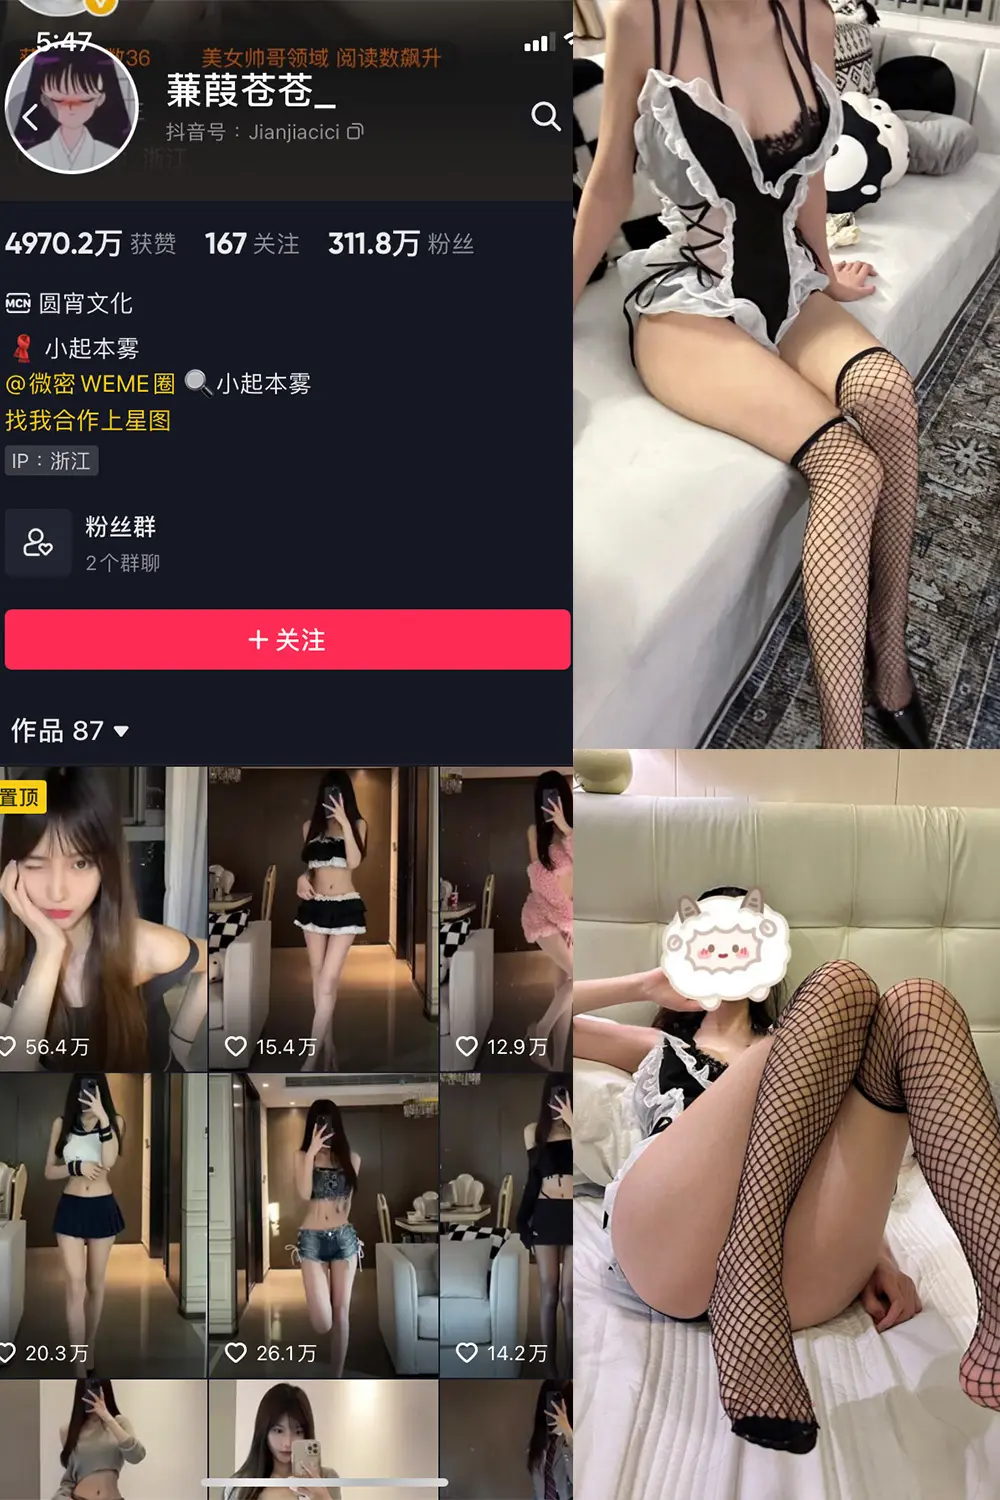 5:47
数36 美女帅哥领域 阅读数飙升
蒹葭苍苍_
抖音号：Jianjiacici
浙江
4970.2万 获赞 167 关注 311.8万 粉丝
MCN 圆宵文化
小起本雾
@微密 WEME圈 小起本雾
找我合作上星图
IP：浙江
粉丝群
2个群聊
+ 关注
作品 87
置顶
56.4万 15.4万 12.9万
20.3万 26.1万 14.2万